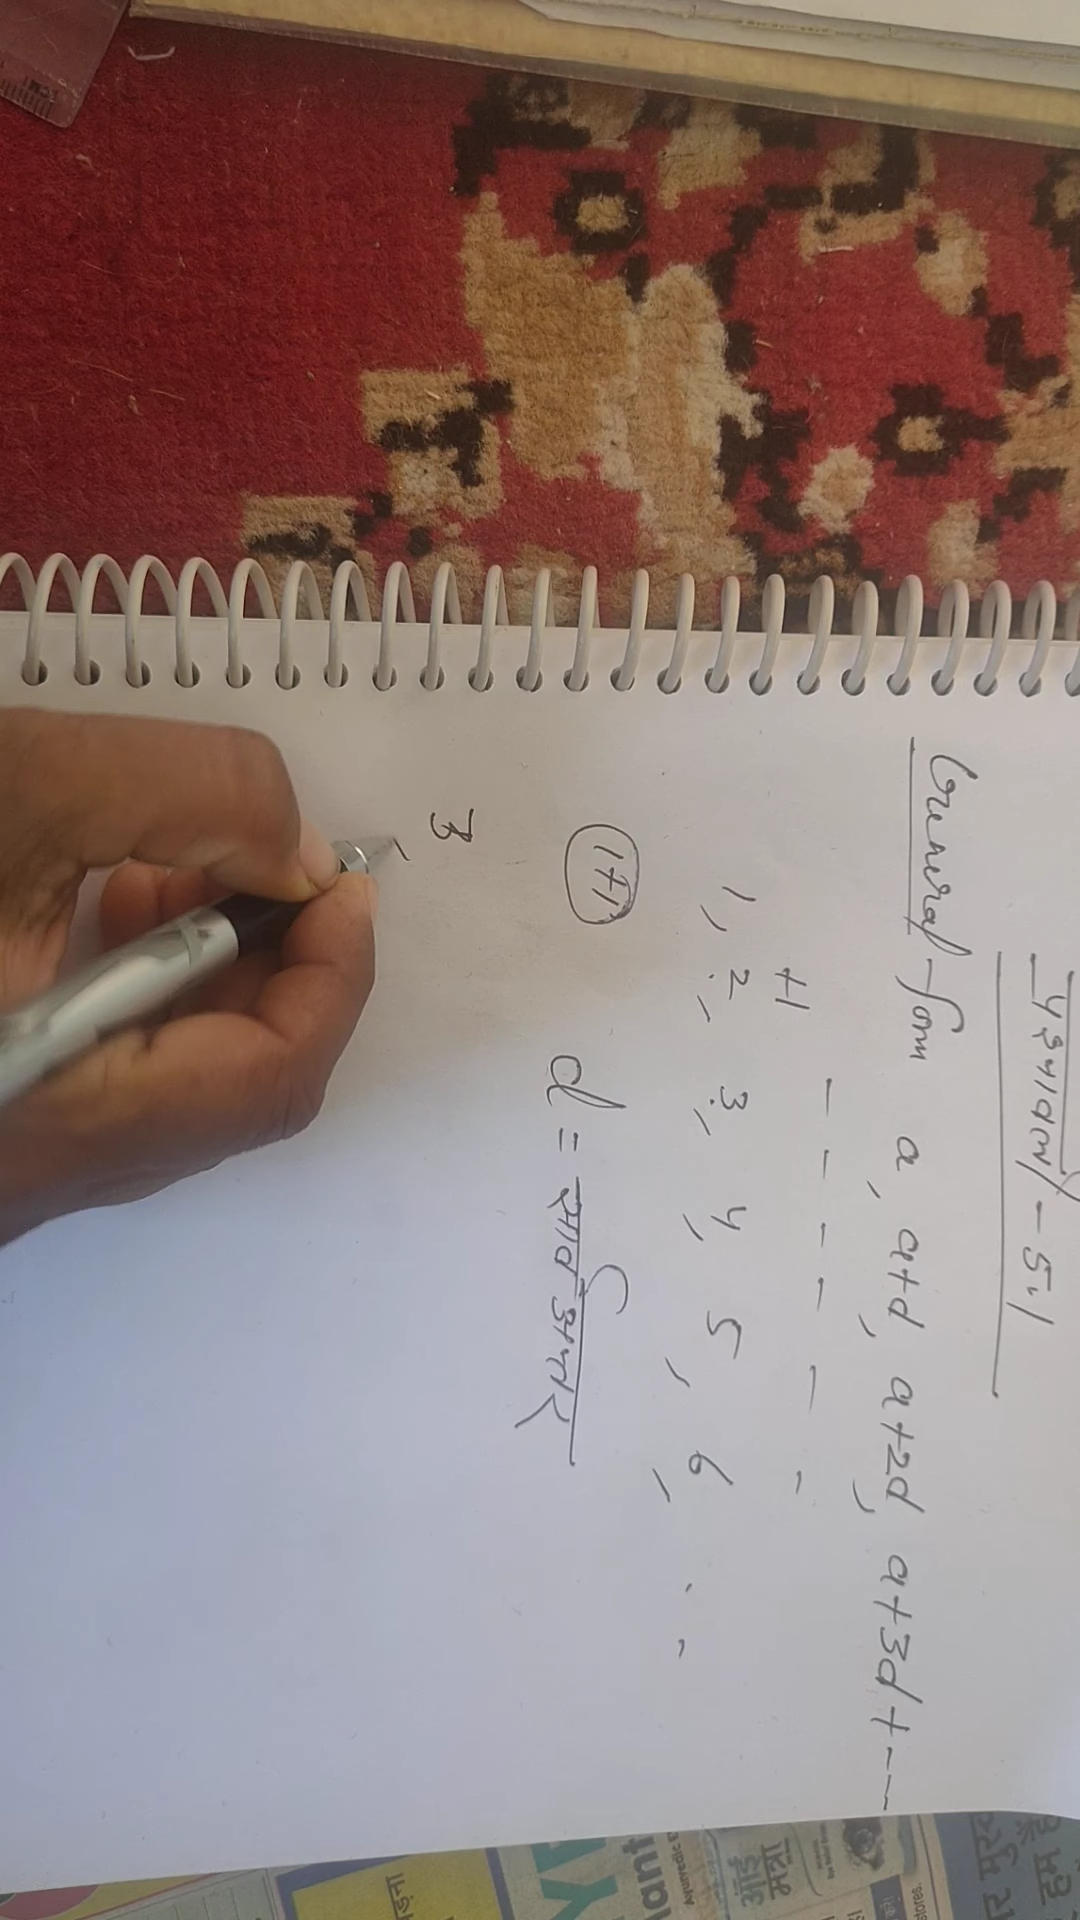 प्रश्नावली - 5.1
General form a, a+d, a+2d, a+3d + ---
+1 - - - - - -
1, 2, 3, 4, 5, 6, . .
1+1 d = सार्व अन्तर
3,